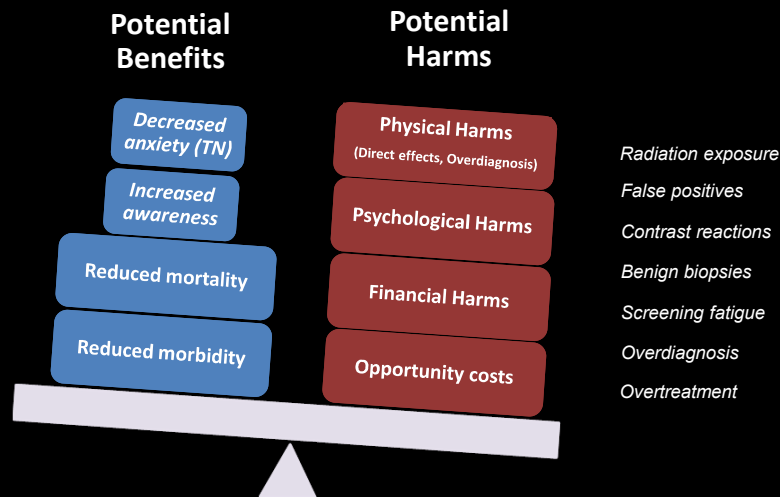 Potential
Benefits
Decreased
anxiety (TN)
Increased
awareness
Reduced mortality
Reduced morbidity
Potential
Harms
Physical Harms
(Direct effects, Overdiagnosis)
Psychological Harms
Financial Harms
Opportunity costs
Radiation exposure
False positives
Contrast reactions
Benign biopsies
Screening fatigue
Overdiagnosis
Overtreatment